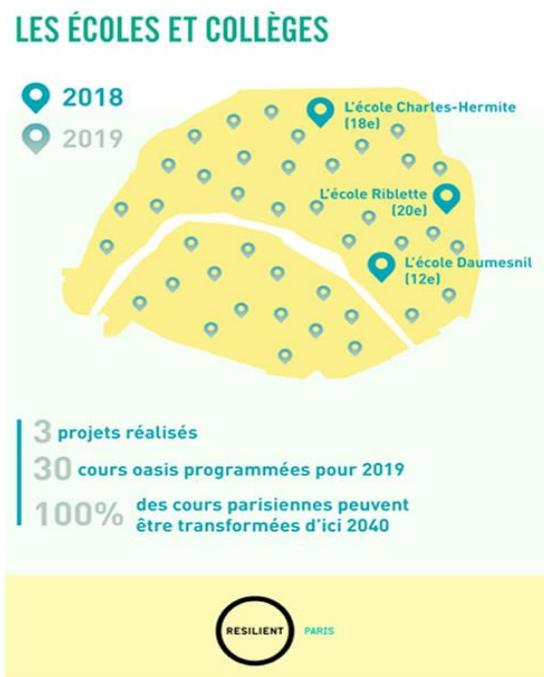 LES ÉCOLES ET COLLÈGES
2018
2019
L'école Charles-Hermite
(18e)
L'école Riblette
(20e)
L'école Daumesnil
(12e)
3 projets réalisés
30 cours oasis programmées pour 2019
100% des cours parisiennes peuvent
être transformées d'ici 2040
RESILIENT PARIS